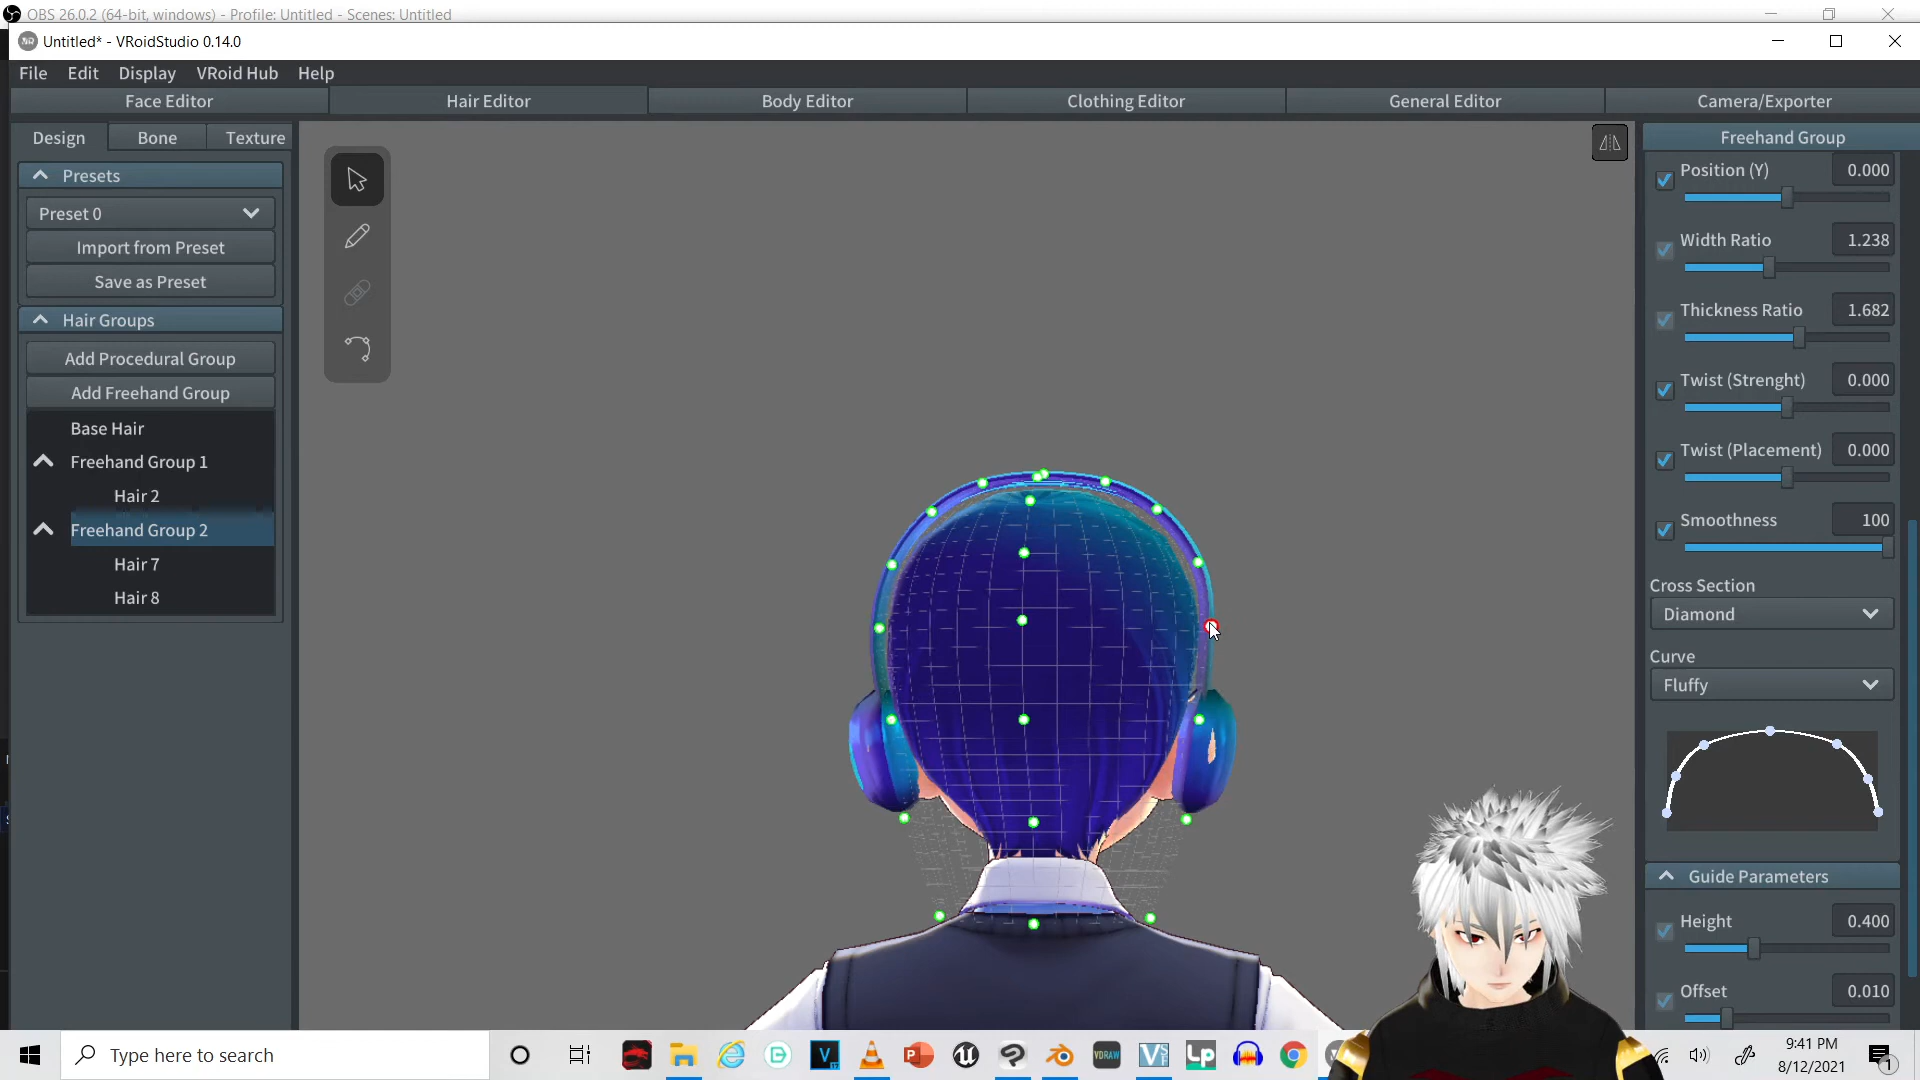 OBS 26.0.2 (64-bit, windows) - Profile: Untitled - Scenes: Untitled
Untitled* - VRoidStudio 0.14.0
File Edit Display VRoid Hub Help
Face Editor Hair Editor Body Editor Clothing Editor General Editor Camera/Exporter
Design Bone Texture
Presets
Preset 0
Import from Preset
Save as Preset
Hair Groups
Add Procedural Group
Add Freehand Group
Base Hair
Freehand Group 1
Hair 2
Freehand Group 2
Hair 7
Hair 8
Freehand Group
Position (Y) 0.000
Width Ratio 1.238
Thickness Ratio 1.682
Twist (Strenght) 0.000
Twist (Placement) 0.000
Smoothness 100
Cross Section
Diamond
Curve
Fluffy
Guide Parameters
Height 0.400
Offset 0.010
Type here to search
VDRAW
Lp
9:41 PM
8/12/2021
1